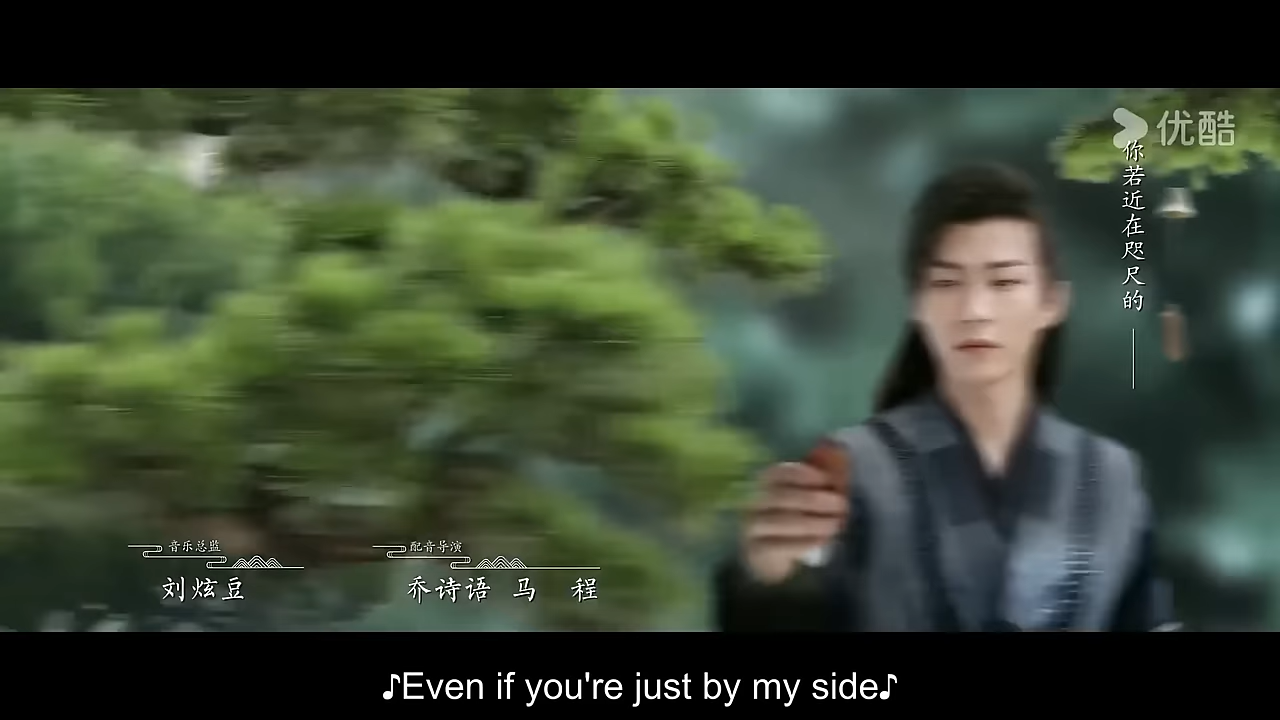 优酷
你若近在咫尺的
音乐总监
刘炫豆
配音导演
乔诗语 马 程
♪Even if you're just by my side♪